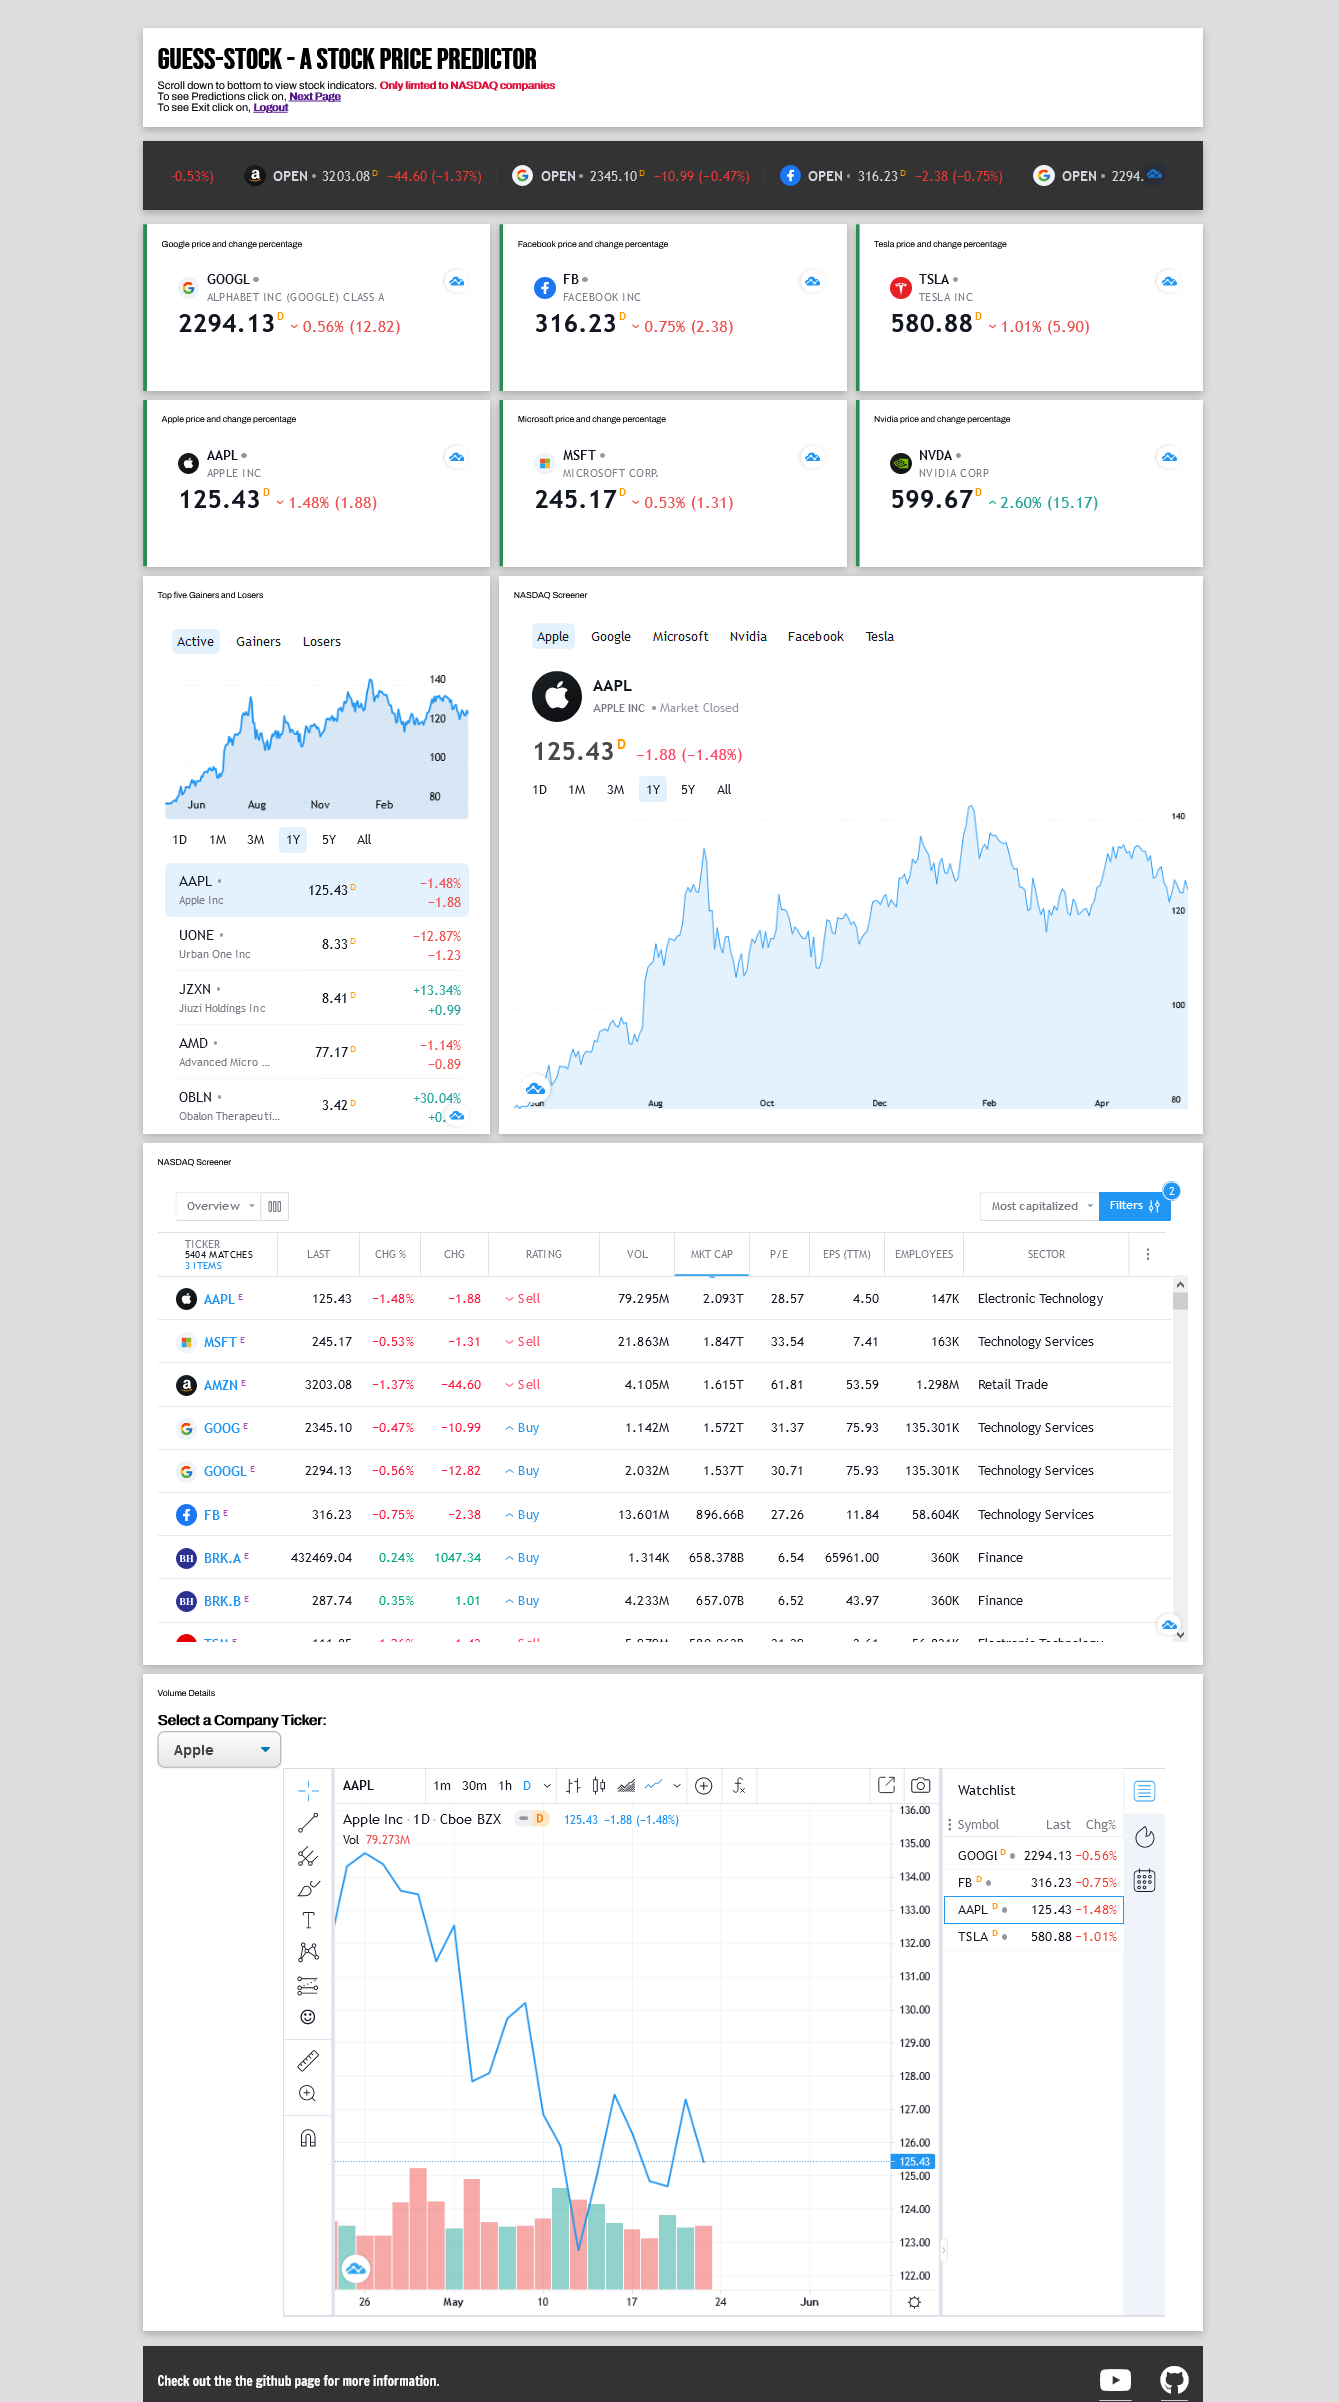 GUESS-STOCK - A STOCK PRICE PREDICTOR
Scroll down to bottom to view stock indicators. Only limted to NASDAQ companies
To see Predictions click on, Next Page
To see Exit click on, Logout
-0.53%) OPEN • 3203.08 D −44.60 (−1.37%) OPEN • 2345.10 D −10.99 (−0.47%) OPEN • 316.23 D −2.38 (−0.75%) OPEN • 2294.
Google price and change percentage
GOOGL
ALPHABET INC (GOOGLE) CLASS A
2294.13 D 0.56% (12.82)
Facebook price and change percentage
FB
FACEBOOK INC
316.23 D 0.75% (2.38)
Tesla price and change percentage
TSLA
TESLA INC
580.88 D 1.01% (5.90)
Apple price and change percentage
AAPL
APPLE INC
125.43 D 1.48% (1.88)
Microsoft price and change percentage
MSFT
MICROSOFT CORP.
245.17 D 0.53% (1.31)
Nvidia price and change percentage
NVDA
NVIDIA CORP
599.67 D 2.60% (15.17)
Top five Gainers and Losers
Active Gainers Losers
140
120
100
80
Jun Aug Nov Feb
1D 1M 3M 1Y 5Y All
AAPL 125.43 D −1.48%
Apple Inc −1.88
UONE 8.33 D −12.87%
Urban One Inc −1.23
JZXN 8.41 D +13.34%
Jiuzi Holdings Inc +0.99
AMD 77.17 D −1.14%
Advanced Micro ... −0.89
OBLN 3.42 D +30.04%
Obalon Therapeuti... +0.
NASDAQ Screener
Apple Google Microsoft Nvidia Facebook Tesla
AAPL
APPLE INC • Market Closed
125.43 D −1.88 (−1.48%)
1D 1M 3M 1Y 5Y All
140
120
100
80
Jun Aug Oct Dec Feb Apr
NASDAQ Screener
Overview Most capitalized Filters 2
TICKER LAST CHG % CHG RATING VOL MKT CAP P/E EPS (TTM) EMPLOYEES SECTOR
5404 MATCHES
3 ITEMS
AAPL E 125.43 −1.48% −1.88 Sell 79.295M 2.093T 28.57 4.50 147K Electronic Technology
MSFT E 245.17 −0.53% −1.31 Sell 21.863M 1.847T 33.54 7.41 163K Technology Services
a AMZN E 3203.08 −1.37% −44.60 Sell 4.105M 1.615T 61.81 53.59 1.298M Retail Trade
GOOG E 2345.10 −0.47% −10.99 Buy 1.142M 1.572T 31.37 75.93 135.301K Technology Services
GOOGL E 2294.13 −0.56% −12.82 Buy 2.032M 1.537T 30.71 75.93 135.301K Technology Services
FB E 316.23 −0.75% −2.38 Buy 13.601M 896.66B 27.26 11.84 58.604K Technology Services
BH BRK.A E 432469.04 0.24% 1047.34 Buy 1.314K 658.378B 6.54 65961.00 360K Finance
BH BRK.B E 287.74 0.35% 1.01 Buy 4.233M 657.07B 6.52 43.97 360K Finance
Volume Details
Select a Company Ticker:
Apple
AAPL 1m 30m 1h D
Apple Inc · 1D · Cboe BZX D 125.43 −1.88 (−1.48%)
Vol 79.273M
136.00
135.00
134.00
133.00
132.00
131.00
130.00
129.00
128.00
127.00
126.00
125.43
125.00
124.00
123.00
122.00
26 May 10 17 24 Jun
Watchlist
Symbol Last Chg%
GOOGL D 2294.13 −0.56%
FB D 316.23 −0.75%
AAPL D 125.43 −1.48%
TSLA D 580.88 −1.01%
Check out the the github page for more information.